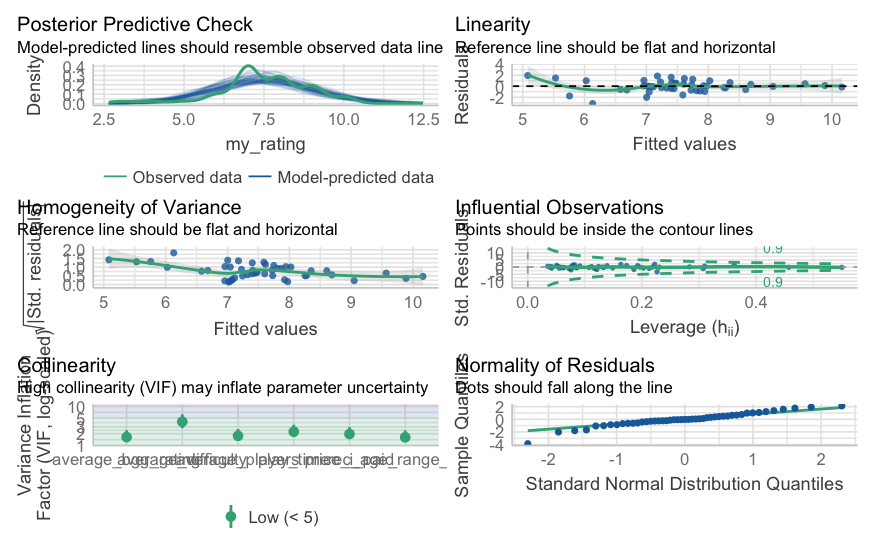 Posterior Predictive Check
Model-predicted lines should resemble observed data line
Density
0.4
0.3
0.2
0.1
0.0
2.5 5.0 7.5 10.0 12.5
my_rating
Observed data Model-predicted data
Linearity
Reference line should be flat and horizontal
Residuals
4
2
0
-2
5 6 7 8 9 10
Fitted values
Homogeneity of Variance
Reference line should be flat and horizontal
√|Std. residuals|
2.0
1.5
1.0
0.5
0.0
5 6 7 8 9 10
Fitted values
Influential Observations
Points should be inside the contour lines
Std. Residuals
10
0
-10
0.9
0.9
0.0 0.2 0.4
Leverage (hii)
Collinearity
High collinearity (VIF) may inflate parameter uncertainty
Variance Inflation
Factor (VIF, log-scaled)
10
5
3
2
1
Low (< 5)
Normality of Residuals
Dots should fall along the line
Sample Quantiles
2
0
-2
-4
-2 -1 0 1 2
Standard Normal Distribution Quantiles